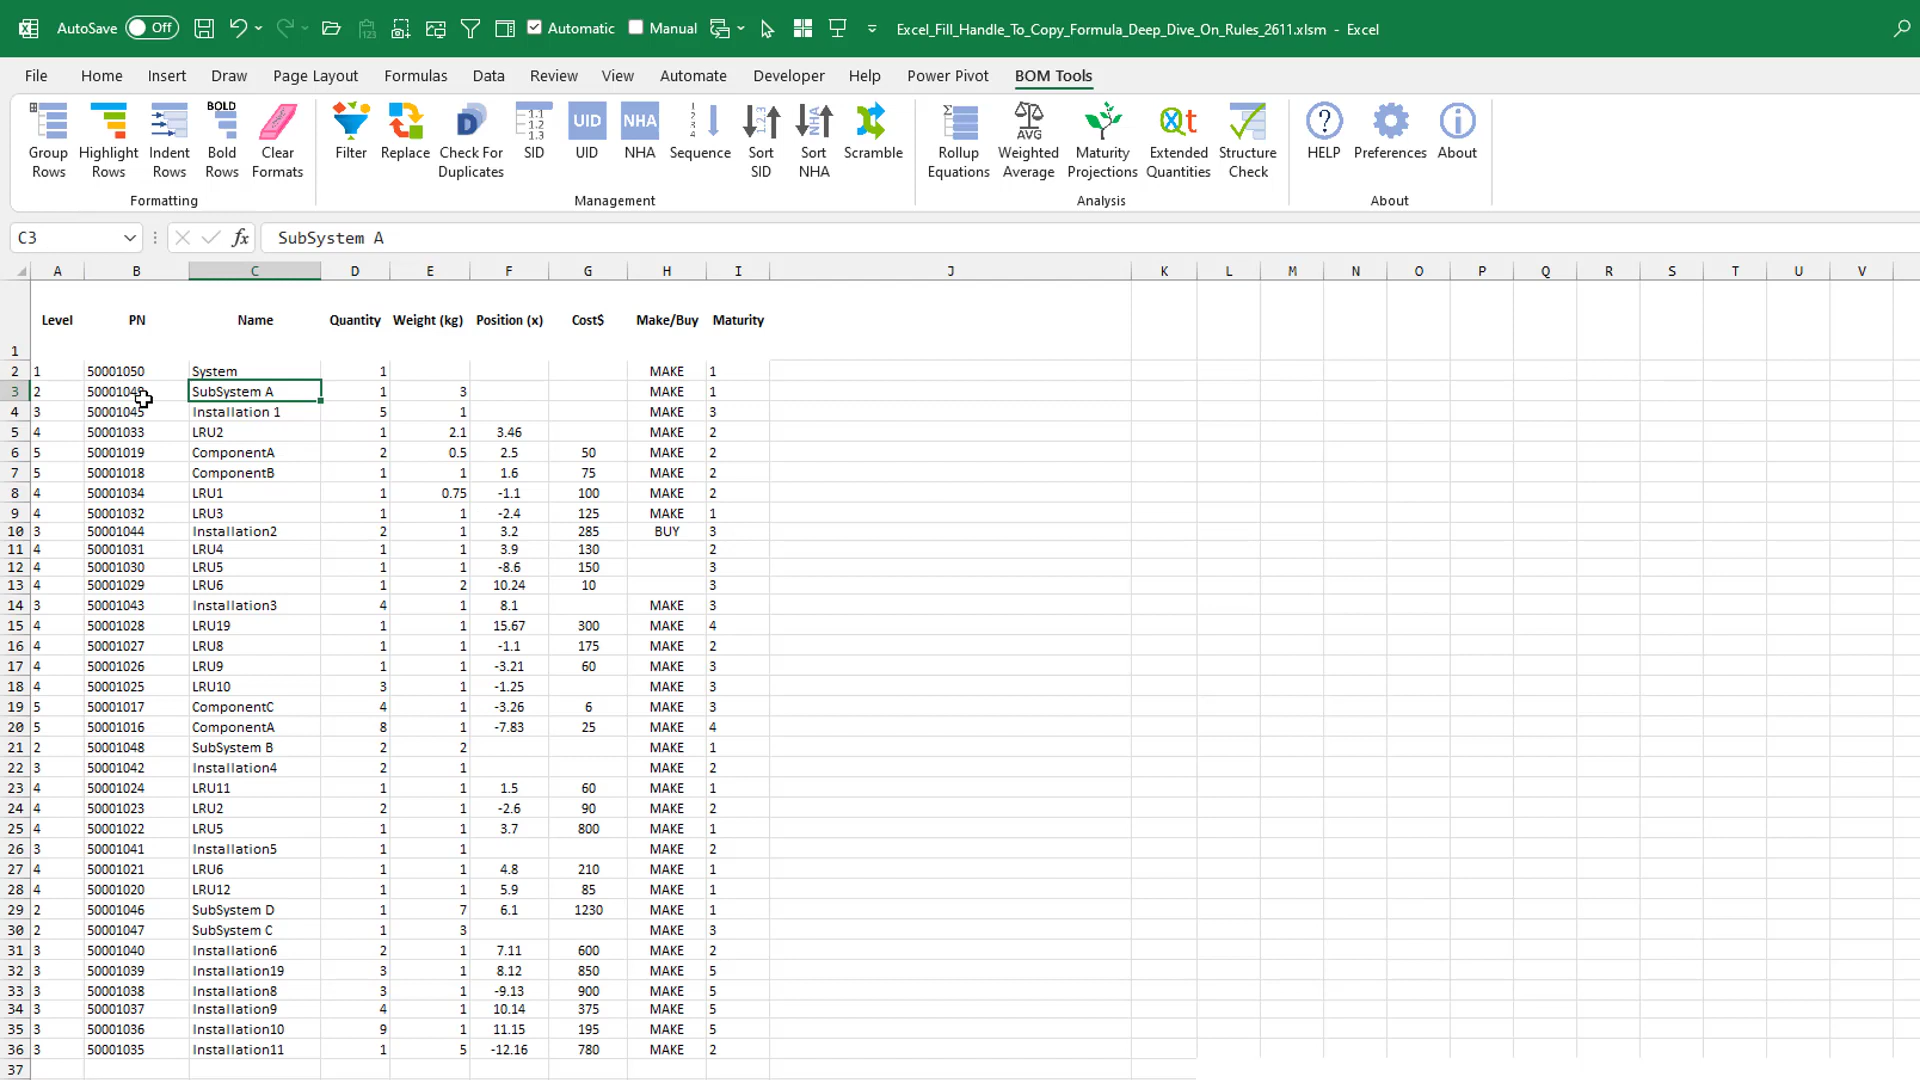 AutoSave Off Automatic Manual Excel_Fill_Handle_To_Copy_Formula_Deep_Dive_On_Rules_2611.xlsm - Excel
File Home Insert Draw Page Layout Formulas Data Review View Automate Developer Help Power Pivot BOM Tools
Group Rows Highlight Rows Indent Rows BOLD Bold Rows Clear Formats Filter Replace D Check For Duplicates 1.1 1.2 1.3 SID UID UID NHA NHA Sequence Sort SID Sort NHA Scramble Rollup Equations AVG Weighted Average Maturity Projections Qt Extended Quantities Structure Check HELP Preferences About
Formatting Management Analysis About
C3 fx SubSystem A
A B C D E F G H I J K L M N O P Q R S T U V
1 Level PN Name Quantity Weight (kg) Position (x) Cost$ Make/Buy Maturity
2 1 50001050 System 1 MAKE 1
3 2 50001049 SubSystem A 1 3 MAKE 1
4 3 50001045 Installation 1 5 1 MAKE 3
5 4 50001033 LRU2 1 2.1 3.46 MAKE 2
6 5 50001019 ComponentA 2 0.5 2.5 50 MAKE 2
7 5 50001018 ComponentB 1 1 1.6 75 MAKE 2
8 4 50001034 LRU1 1 0.75 -1.1 100 MAKE 2
9 4 50001032 LRU3 1 1 -2.4 125 MAKE 1
10 3 50001044 Installation2 2 1 3.2 285 BUY 3
11 4 50001031 LRU4 1 1 3.9 130 2
12 4 50001030 LRU5 1 1 -8.6 150 3
13 4 50001029 LRU6 1 2 10.24 10 3
14 3 50001043 Installation3 4 1 8.1 MAKE 3
15 4 50001028 LRU19 1 1 15.67 300 MAKE 4
16 4 50001027 LRU8 1 1 -1.1 175 MAKE 2
17 4 50001026 LRU9 1 1 -3.21 60 MAKE 3
18 4 50001025 LRU10 3 1 -1.25 MAKE 3
19 5 50001017 ComponentC 4 1 -3.26 6 MAKE 3
20 5 50001016 ComponentA 8 1 -7.83 25 MAKE 4
21 2 50001048 SubSystem B 2 2 MAKE 1
22 3 50001042 Installation4 2 1 MAKE 2
23 4 50001024 LRU11 1 1 1.5 60 MAKE 1
24 4 50001023 LRU2 2 1 -2.6 90 MAKE 2
25 4 50001022 LRU5 1 1 3.7 800 MAKE 1
26 3 50001041 Installation5 1 1 MAKE 2
27 4 50001021 LRU6 1 1 4.8 210 MAKE 1
28 4 50001020 LRU12 1 1 5.9 85 MAKE 1
29 2 50001046 SubSystem D 1 7 6.1 1230 MAKE 1
30 2 50001047 SubSystem C 1 3 MAKE 3
31 3 50001040 Installation6 2 1 7.11 600 MAKE 2
32 3 50001039 Installation19 3 1 8.12 850 MAKE 5
33 3 50001038 Installation8 3 1 -9.13 900 MAKE 5
34 3 50001037 Installation9 4 1 10.14 375 MAKE 5
35 3 50001036 Installation10 9 1 11.15 195 MAKE 5
36 3 50001035 Installation11 1 5 -12.16 780 MAKE 2
37